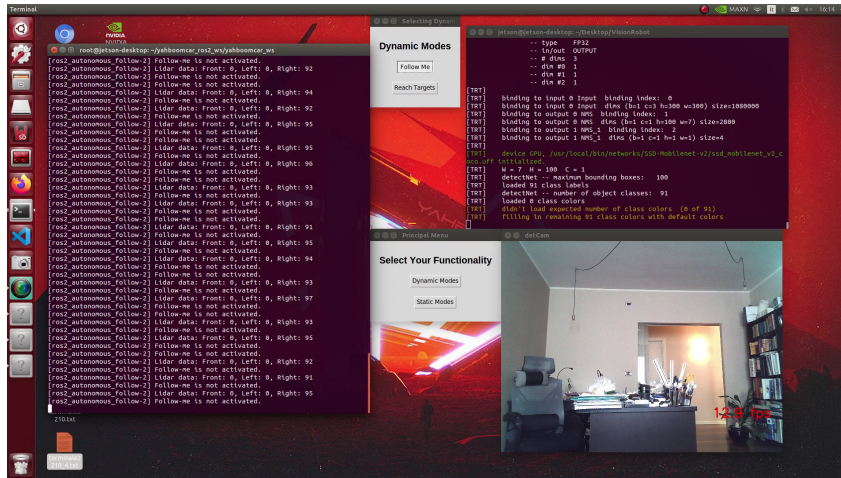 Terminal
MAXN
16:14
NVIDIA
root@jetson-desktop: ~/yahboomcar_ros2_ws/yahboomcar_ws
[ros2_autonomous_follow-2] Follow-me is not activated.
[ros2_autonomous_follow-2] Lidar data: Front: 0, Left: 0, Right: 92
[ros2_autonomous_follow-2] Follow-me is not activated.
[ros2_autonomous_follow-2] Follow-me is not activated.
[ros2_autonomous_follow-2] Lidar data: Front: 0, Left: 0, Right: 94
[ros2_autonomous_follow-2] Follow-me is not activated.
[ros2_autonomous_follow-2] Lidar data: Front: 0, Left: 0, Right: 92
[ros2_autonomous_follow-2] Follow-me is not activated.
[ros2_autonomous_follow-2] Lidar data: Front: 0, Left: 0, Right: 95
[ros2_autonomous_follow-2] Follow-me is not activated.
[ros2_autonomous_follow-2] Follow-me is not activated.
[ros2_autonomous_follow-2] Lidar data: Front: 0, Left: 0, Right: 95
[ros2_autonomous_follow-2] Follow-me is not activated.
[ros2_autonomous_follow-2] Lidar data: Front: 0, Left: 0, Right: 96
[ros2_autonomous_follow-2] Follow-me is not activated.
[ros2_autonomous_follow-2] Follow-me is not activated.
[ros2_autonomous_follow-2] Lidar data: Front: 0, Left: 0, Right: 93
[ros2_autonomous_follow-2] Follow-me is not activated.
[ros2_autonomous_follow-2] Lidar data: Front: 0, Left: 0, Right: 93
[ros2_autonomous_follow-2] Follow-me is not activated.
[ros2_autonomous_follow-2] Follow-me is not activated.
[ros2_autonomous_follow-2] Lidar data: Front: 0, Left: 0, Right: 91
[ros2_autonomous_follow-2] Follow-me is not activated.
[ros2_autonomous_follow-2] Lidar data: Front: 0, Left: 0, Right: 95
[ros2_autonomous_follow-2] Follow-me is not activated.
[ros2_autonomous_follow-2] Lidar data: Front: 0, Left: 0, Right: 94
[ros2_autonomous_follow-2] Follow-me is not activated.
[ros2_autonomous_follow-2] Follow-me is not activated.
[ros2_autonomous_follow-2] Lidar data: Front: 0, Left: 0, Right: 93
[ros2_autonomous_follow-2] Follow-me is not activated.
[ros2_autonomous_follow-2] Lidar data: Front: 0, Left: 0, Right: 97
[ros2_autonomous_follow-2] Follow-me is not activated.
[ros2_autonomous_follow-2] Follow-me is not activated.
[ros2_autonomous_follow-2] Lidar data: Front: 0, Left: 0, Right: 93
[ros2_autonomous_follow-2] Follow-me is not activated.
[ros2_autonomous_follow-2] Lidar data: Front: 0, Left: 0, Right: 95
[ros2_autonomous_follow-2] Follow-me is not activated.
[ros2_autonomous_follow-2] Follow-me is not activated.
[ros2_autonomous_follow-2] Lidar data: Front: 0, Left: 0, Right: 92
[ros2_autonomous_follow-2] Follow-me is not activated.
[ros2_autonomous_follow-2] Lidar data: Front: 0, Left: 0, Right: 91
[ros2_autonomous_follow-2] Follow-me is not activated.
[ros2_autonomous_follow-2] Lidar data: Front: 0, Left: 0, Right: 95
[ros2_autonomous_follow-2] Follow-me is not activated.
210.txt
Selecting Dynam
Dynamic Modes
Follow Me
Reach Targets
jetson@jetson-desktop: ~/Desktop/VisionRobot
-- type FP32
-- in/out OUTPUT
-- # dims 3
-- dim #0 1
-- dim #1 1
-- dim #2 1
[TRT]
[TRT] binding to input 0 Input binding index: 0
[TRT] binding to input 0 Input dims (b=1 c=3 h=300 w=300) size=1080000
[TRT] binding to output 0 NMS binding index: 1
[TRT] binding to output 0 NMS dims (b=1 c=1 h=100 w=7) size=2800
[TRT] binding to output 1 NMS_1 binding index: 2
[TRT] binding to output 1 NMS_1 dims (b=1 c=1 h=1 w=1) size=4
[TRT]
[TRT] device GPU, /usr/local/bin/networks/SSD-Mobilenet-v2/ssd_mobilenet_v2_c
oco.uff initialized.
[TRT] W = 7 H = 100 C = 1
[TRT] detectNet -- maximum bounding boxes: 100
[TRT] loaded 91 class labels
[TRT] detectNet -- number of object classes: 91
[TRT] loaded 0 class colors
[TRT] didn't load expected number of class colors (0 of 91)
[TRT] filling in remaining 91 class colors with default colors
Principal Menu
Select Your Functionality
Dynamic Modes
Static Modes
detCam